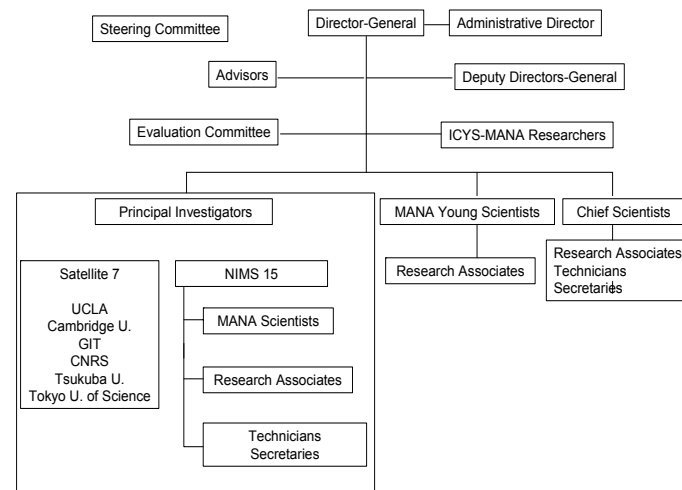 Steering Committee
Director-General
Administrative Director
Advisors
Deputy Directors-General
Evaluation Committee
ICYS-MANA Researchers
Principal Investigators
MANA Young Scientists
Chief Scientists
Satellite 7
UCLA
Cambridge U.
GIT
CNRS
Tsukuba U.
Tokyo U. of Science
NIMS 15
MANA Scientists
Research Associates
Technicians
Secretaries
Research Associates
Research Associates
Technicians
Secretaries